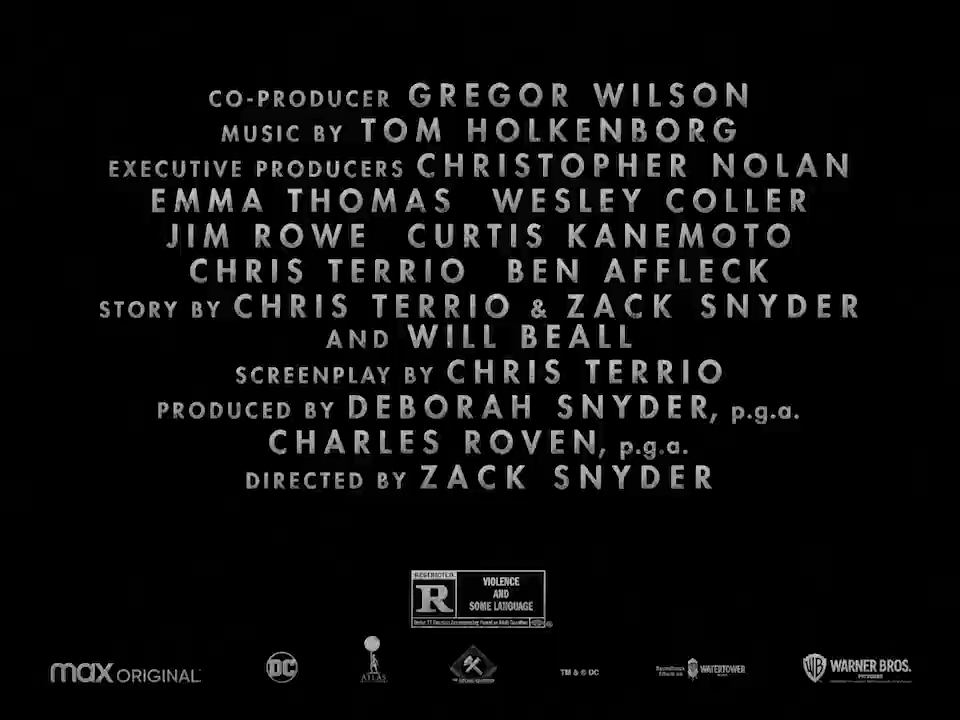 CO-PRODUCER GREGOR WILSON
MUSIC BY TOM HOLKENBORG
EXECUTIVE PRODUCERS CHRISTOPHER NOLAN
EMMA THOMAS WESLEY COLLER
JIM ROWE CURTIS KANEMOTO
CHRIS TERRIO BEN AFFLECK
STORY BY CHRIS TERRIO & ZACK SNYDER
AND WILL BEALL
SCREENPLAY BY CHRIS TERRIO
PRODUCED BY DEBORAH SNYDER, p.g.a.
CHARLES ROVEN, p.g.a.
DIRECTED BY ZACK SNYDER
RESTRICTED
R
VIOLENCE
AND
SOME LANGUAGE
max ORIGINAL
DC
ATLAS
TM & © DC
WATERTOWER
WB WARNER BROS.